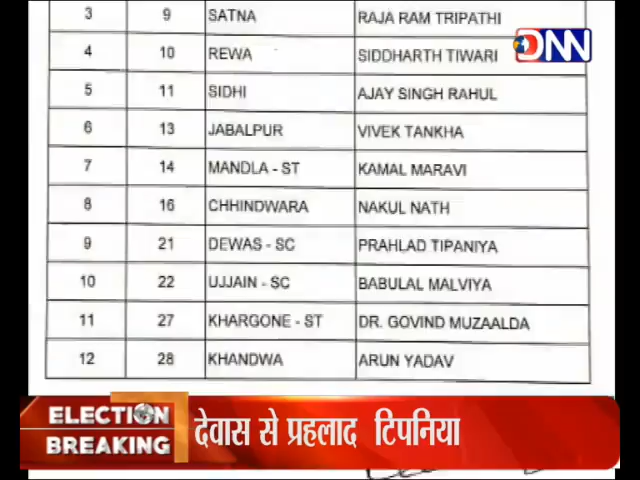 3 9 SATNA RAJA RAM TRIPATHI
DNN
4 10 REWA SIDDHARTH TIWARI
5 11 SIDHI AJAY SINGH RAHUL
6 13 JABALPUR VIVEK TANKHA
7 14 MANDLA - ST KAMAL MARAVI
8 16 CHHINDWARA NAKUL NATH
9 21 DEWAS - SC PRAHLAD TIPANIYA
10 22 UJJAIN - SC BABULAL MALVIYA
11 27 KHARGONE - ST DR. GOVIND MUZAALDA
12 28 KHANDWA ARUN YADAV
ELECTION
BREAKING
देवास से प्रहलाद टिपनिया